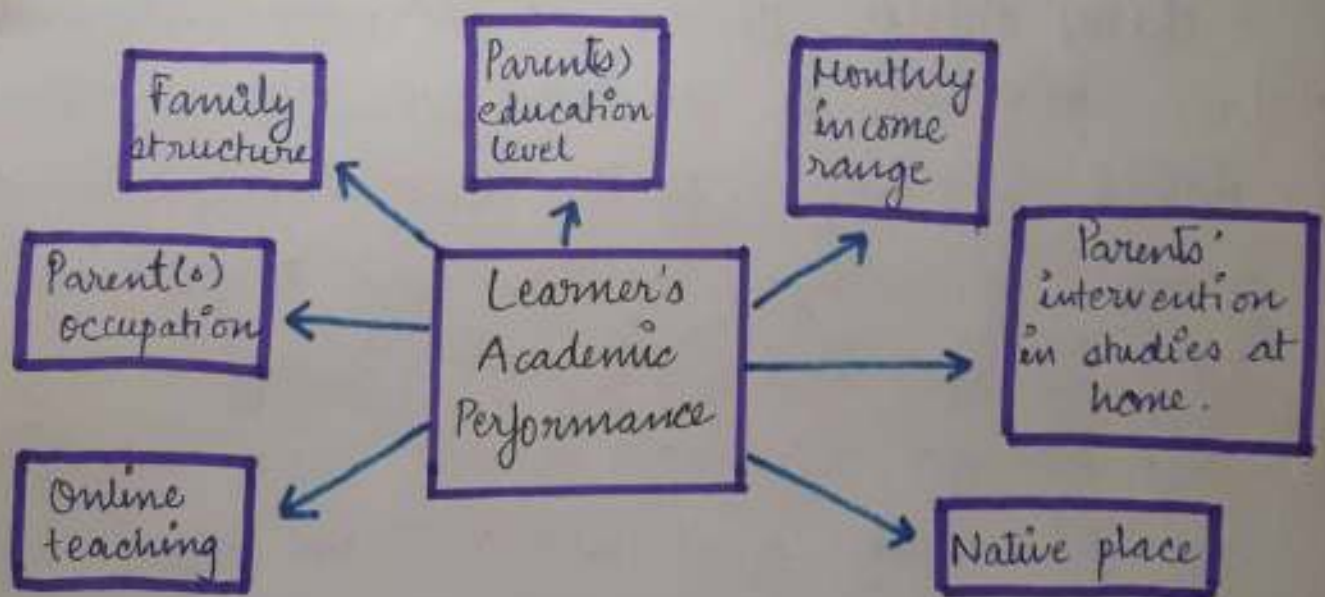 Family
structure
Parent(s)
education
level
Monthly
income
range
Parent(s)
occupation
Learner's
Academic
Performance
Parents'
intervention
in studies at
home.
Online
teaching
Native place